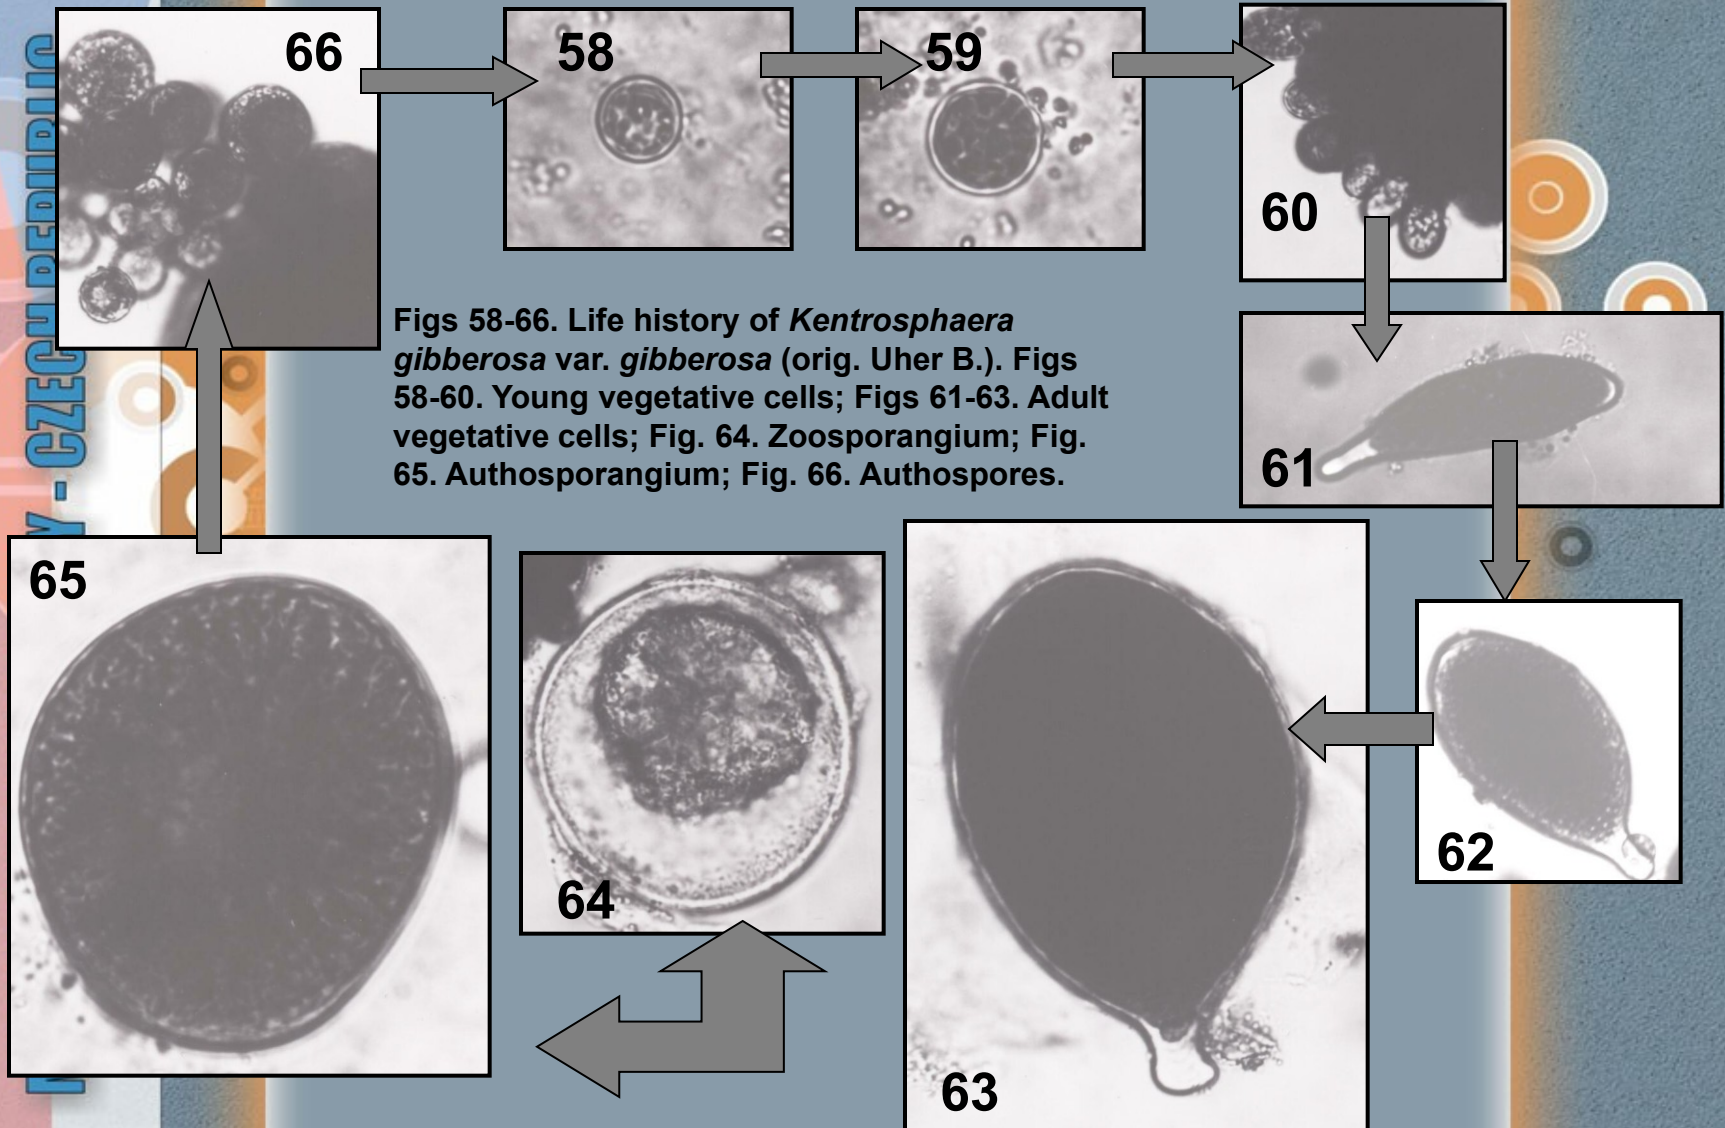 66
58
59
60
Figs 58-66. Life history of Kentrosphaera
gibberosa var. gibberosa (orig. Uher B.). Figs
58-60. Young vegetative cells; Figs 61-63. Adult
vegetative cells; Fig. 64. Zoosporangium; Fig.
65. Authosporangium; Fig. 66. Authospores.
61
65
64
63
62
Y - CZECH REPUBLIC